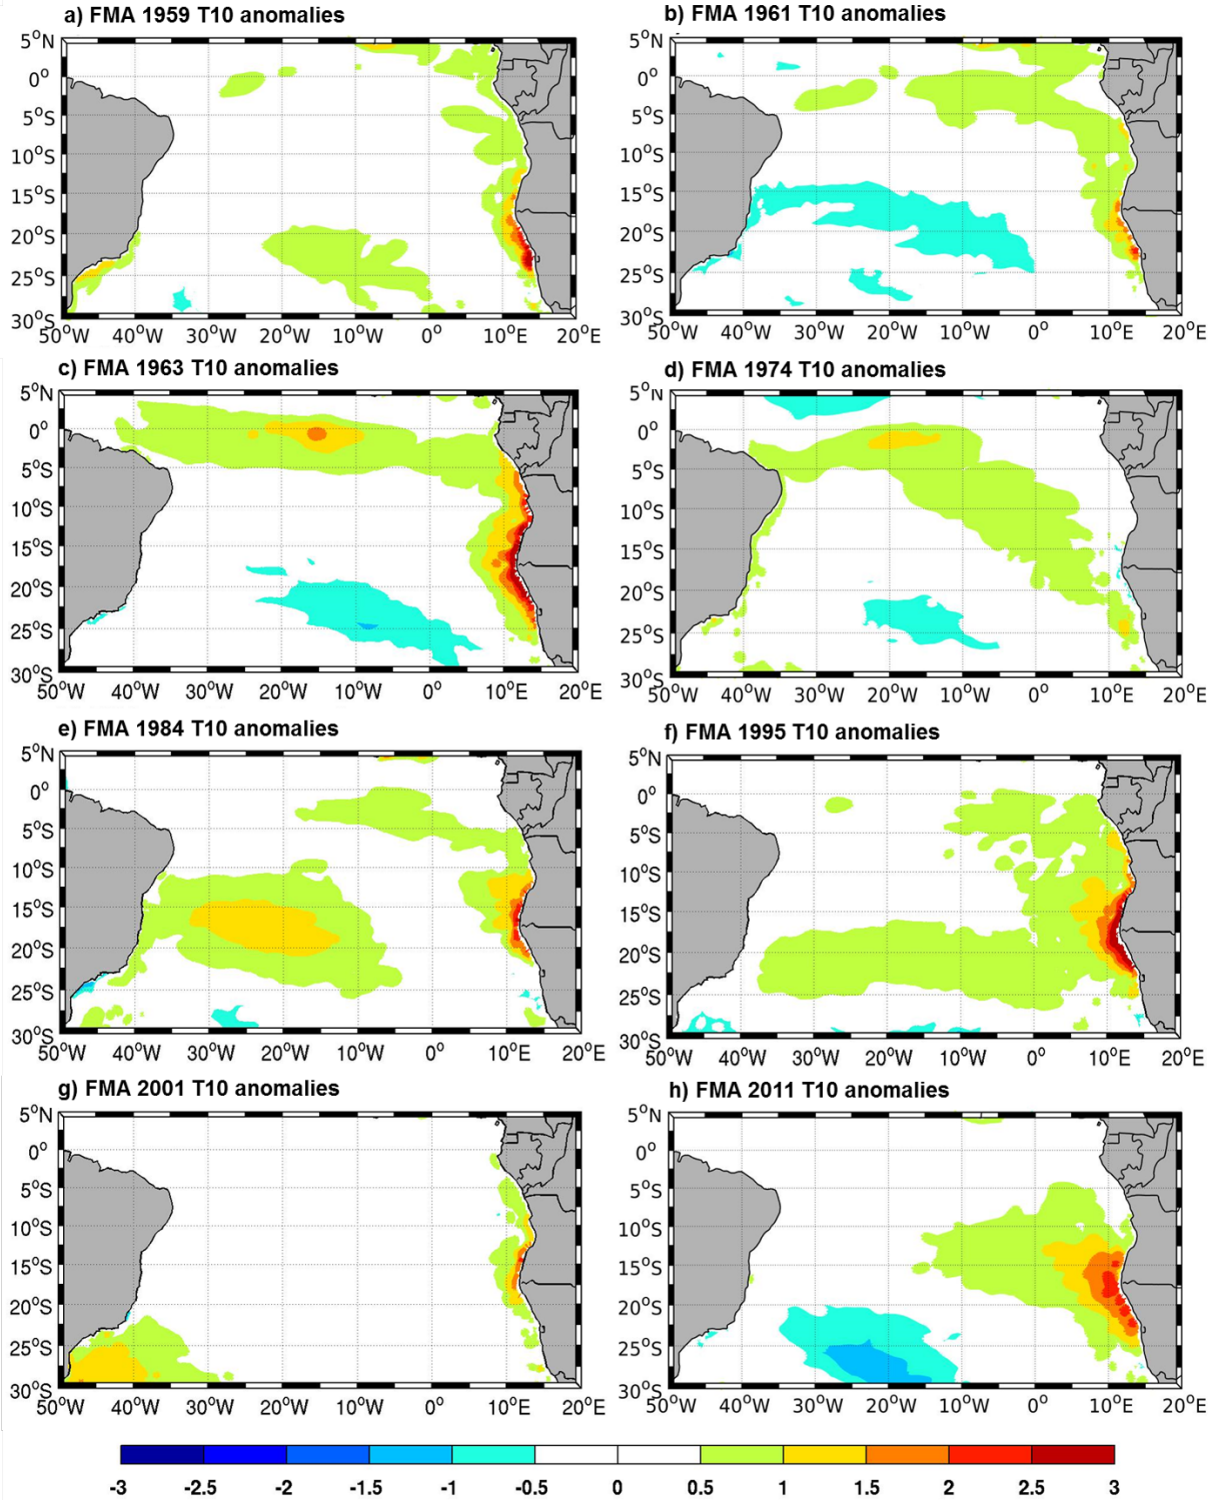 a) FMA 1959 T10 anomalies
5°N
0°
5°S
10°S
15°S
20°S
25°S
30°S
50°W 40°W 30°W 20°W 10°W 0° 10°E 20°E
b) FMA 1961 T10 anomalies
5°N
0°
5°S
10°S
15°S
20°S
25°S
30°S
50°W 40°W 30°W 20°W 10°W 0° 10°E 20°E
c) FMA 1963 T10 anomalies
5°N
0°
5°S
10°S
15°S
20°S
25°S
30°S
50°W 40°W 30°W 20°W 10°W 0° 10°E 20°E
d) FMA 1974 T10 anomalies
5°N
0°
5°S
10°S
15°S
20°S
25°S
30°S
50°W 40°W 30°W 20°W 10°W 0° 10°E 20°E
e) FMA 1984 T10 anomalies
5°N
0°
5°S
10°S
15°S
20°S
25°S
30°S
50°W 40°W 30°W 20°W 10°W 0° 10°E 20°E
f) FMA 1995 T10 anomalies
5°N
0°
5°S
10°S
15°S
20°S
25°S
30°S
50°W 40°W 30°W 20°W 10°W 0° 10°E 20°E
g) FMA 2001 T10 anomalies
5°N
0°
5°S
10°S
15°S
20°S
25°S
30°S
50°W 40°W 30°W 20°W 10°W 0° 10°E 20°E
h) FMA 2011 T10 anomalies
5°N
0°
5°S
10°S
15°S
20°S
25°S
30°S
50°W 40°W 30°W 20°W 10°W 0° 10°E 20°E
-3 -2.5 -2 -1.5 -1 -0.5 0 0.5 1 1.5 2 2.5 3